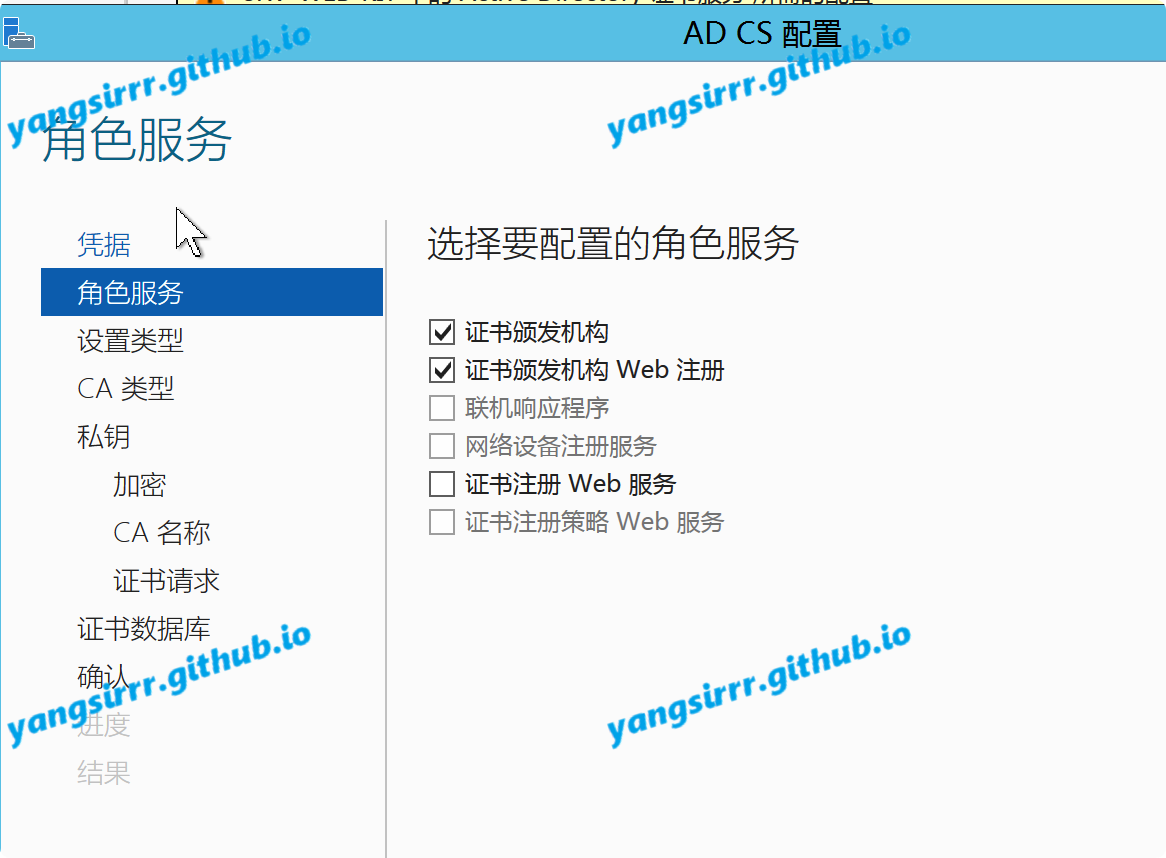 AD CS 配置
角色服务
凭据
角色服务
设置类型
CA 类型
私钥
加密
CA 名称
证书请求
证书数据库
确认
进度
结果
选择要配置的角色服务
证书颁发机构
证书颁发机构 Web 注册
联机响应程序
网络设备注册服务
证书注册 Web 服务
证书注册策略 Web 服务
yangsirrr.github.io
yangsirrr.github.io
yangsirrr.github.io
yangsirrr.github.io